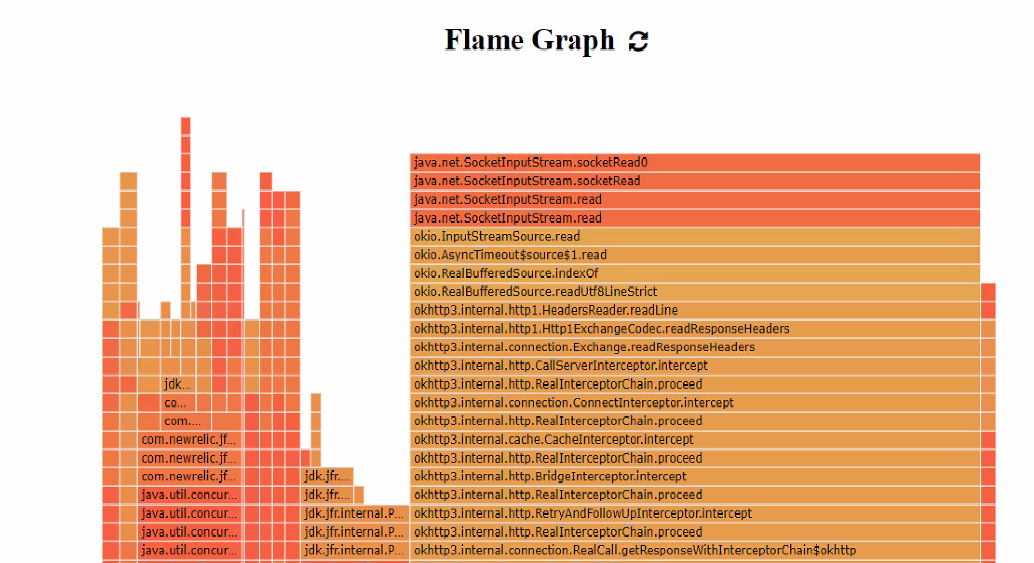 Flame Graph
java.net.SocketInputStream.socketRead0
java.net.SocketInputStream.socketRead
java.net.SocketInputStream.read
java.net.SocketInputStream.read
okio.InputStreamSource.read
okio.AsyncTimeout$source$1.read
okio.RealBufferedSource.indexOf
okio.RealBufferedSource.readUtf8LineStrict
okhttp3.internal.http1.HeadersReader.readLine
okhttp3.internal.http1.Http1ExchangeCodec.readResponseHeaders
okhttp3.internal.connection.Exchange.readResponseHeaders
okhttp3.internal.http.CallServerInterceptor.intercept
jdk... okhttp3.internal.http.RealInterceptorChain.proceed
co... okhttp3.internal.connection.ConnectInterceptor.intercept
com.... okhttp3.internal.http.RealInterceptorChain.proceed
com.newrelic.jf... okhttp3.internal.cache.CacheInterceptor.intercept
com.newrelic.jf... okhttp3.internal.http.RealInterceptorChain.proceed
com.newrelic.jf... jdk.jfr.... okhttp3.internal.http.BridgeInterceptor.intercept
java.util.concur... jdk.jfr.... okhttp3.internal.http.RealInterceptorChain.proceed
java.util.concur... jdk.jfr.internal.P... okhttp3.internal.http.RetryAndFollowUpInterceptor.intercept
java.util.concur... jdk.jfr.internal.P... okhttp3.internal.http.RealInterceptorChain.proceed
java.util.concur... jdk.jfr.internal.P... okhttp3.internal.connection.RealCall.getResponseWithInterceptorChain$okhttp